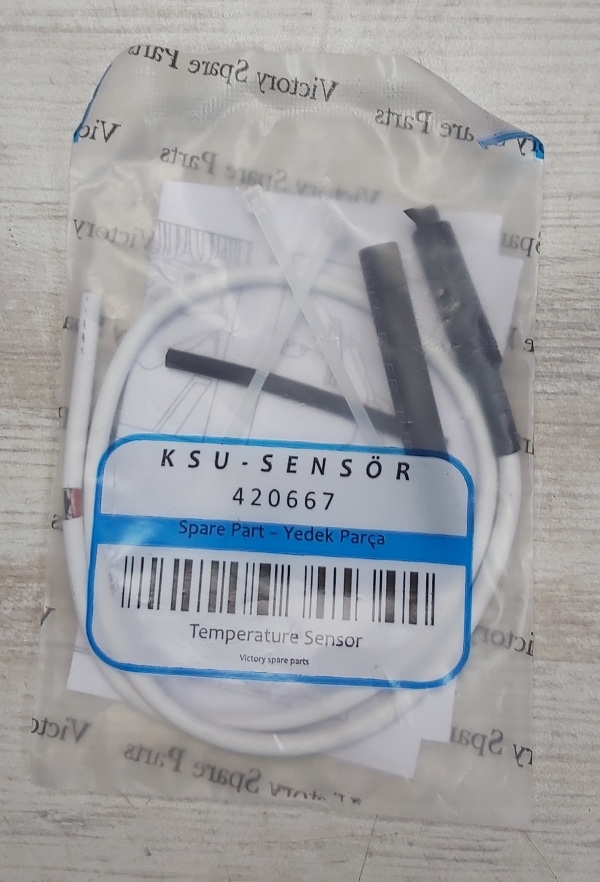 Victory Spare Parts
Spare Parts
Vic
Spare Parts
Victory
Victory
KSU-SENSÖR
420667
Spare Part - Yedek Parça
Temperature Sensor
Victory spare parts
Victory Spare Parts